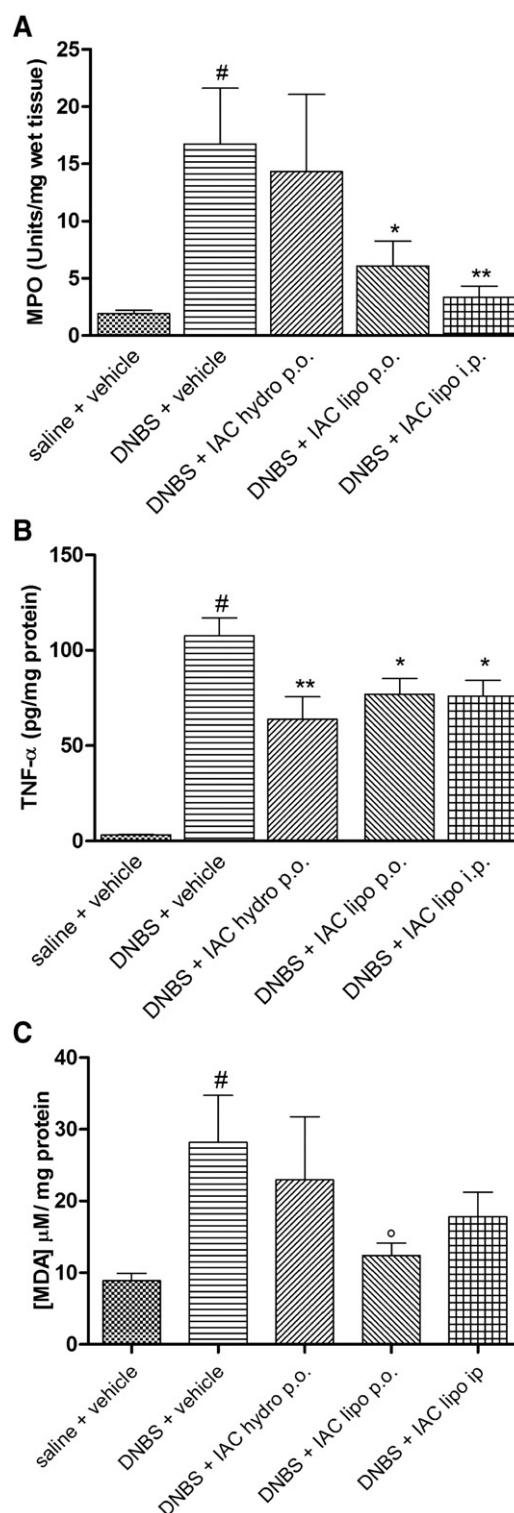 A
MPO (Units/mg wet tissue)
25
20
15
10
5
0
#
*
**
saline + vehicle
DNBS + vehicle
DNBS + IAC hydro p.o.
DNBS + IAC lipo p.o.
DNBS + IAC lipo i.p.
B
TNF-α (pg/mg protein)
150
100
50
0
#
**
*
*
saline + vehicle
DNBS + vehicle
DNBS + IAC hydro p.o.
DNBS + IAC lipo p.o.
DNBS + IAC lipo i.p.
C
[MDA] μM/ mg protein
40
30
20
10
0
#
°
saline + vehicle
DNBS + vehicle
DNBS + IAC hydro p.o.
DNBS + IAC lipo p.o.
DNBS + IAC lipo ip